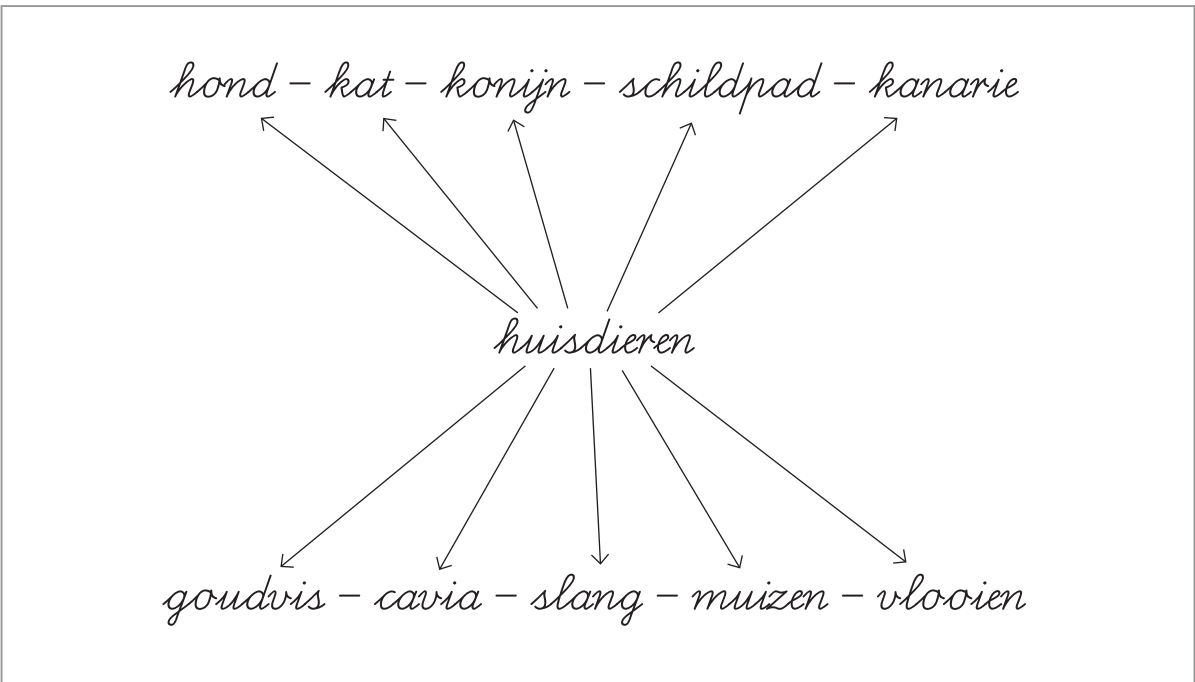 hond – kat – konijn – schildpad – kanarie
huisdieren
goudvis – cavia – slang – muizen – vlooien